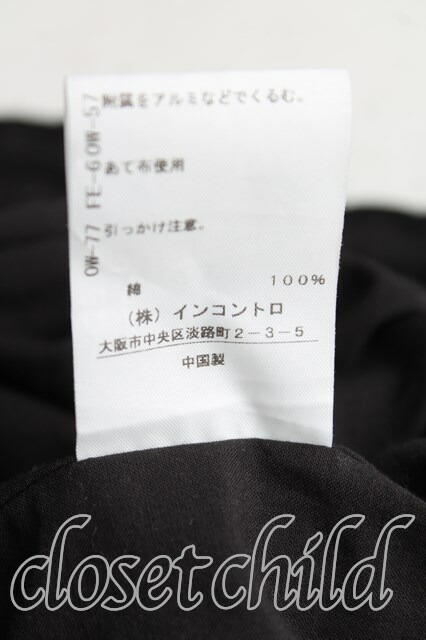 附属をアルミなどでくるむ。
あて布使用
引っかけ注意。
OW-77 FE-60W-57
綿 100%
(株)インコントロ
大阪市中央区淡路町2-3-5
中国製
closet child